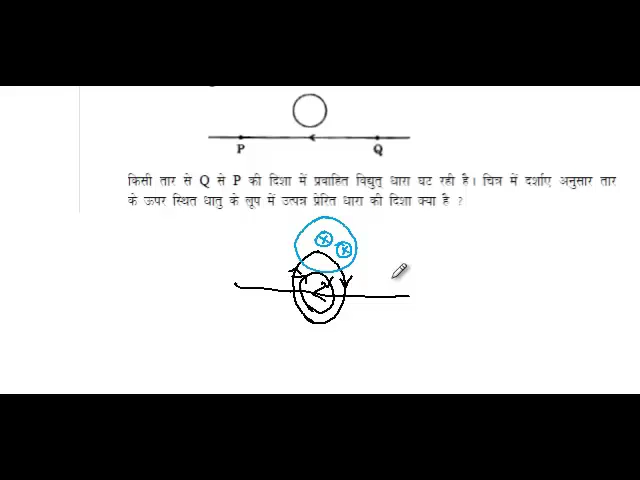 P Q
किसी तार से Q से P की दिशा में प्रवाहित विद्युत् धारा घट रही है। चित्र में दर्शाए अनुसार तार
के ऊपर स्थित धातु के लूप में उत्पन्न प्रेरित धारा की दिशा क्या है ?